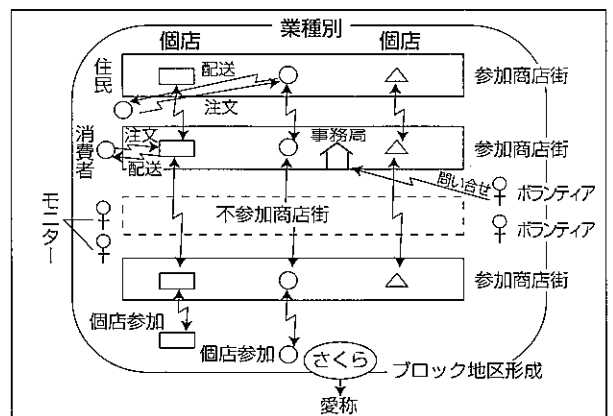 業種別
個店
個店
住民
配送
注文
参加商店街
消費者
注文
配送
事務局
参加商店街
問い合せ
ボランティア
モニター
不参加商店街
ボランティア
参加商店街
個店参加
個店参加
さくら
ブロック地区形成
愛称